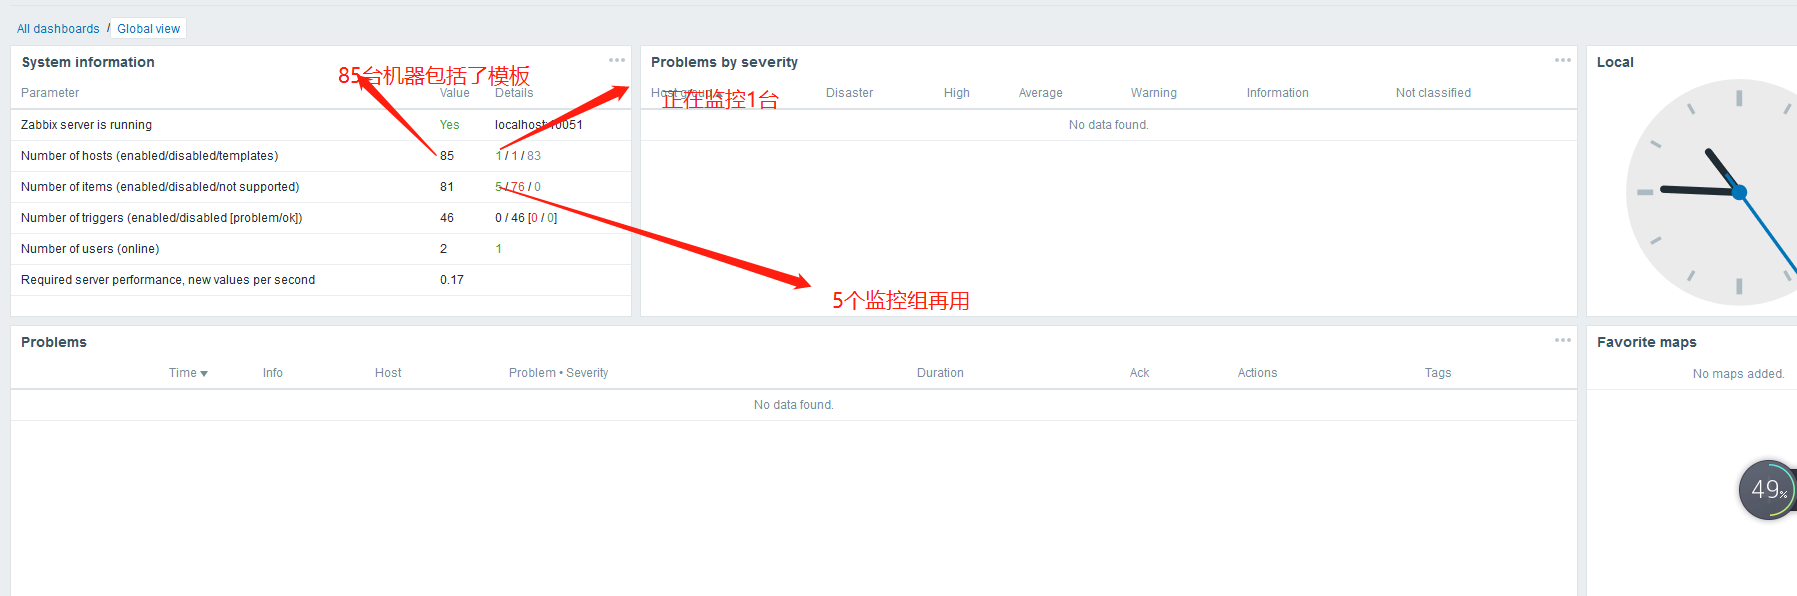 All dashboards / Global view
System information
85台机器包括了模板
Parameter Value Details
Zabbix server is running Yes localhost:10051
Number of hosts (enabled/disabled/templates) 85 1 / 1 / 83
Number of items (enabled/disabled/not supported) 81 5 / 76 / 0
Number of triggers (enabled/disabled [problem/ok]) 46 0 / 46 [0 / 0]
Number of users (online) 2 1
Required server performance, new values per second 0.17
Problems by severity
Host group Disaster High Average Warning Information Not classified
正在监控1台
No data found.
5个监控组再用
Local
Problems
Time Info Host Problem • Severity Duration Ack Actions Tags
No data found.
Favorite maps
No maps added.
49%